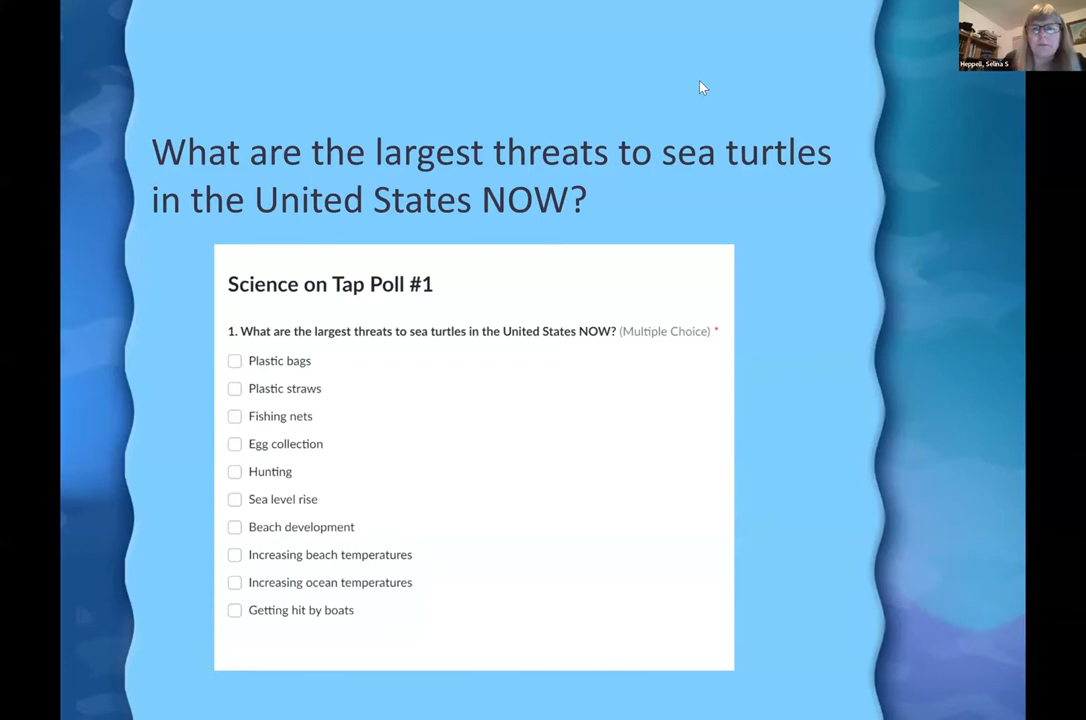 Heppell, Selina S
What are the largest threats to sea turtles
in the United States NOW?
Science on Tap Poll #1
1. What are the largest threats to sea turtles in the United States NOW? (Multiple Choice) *
Plastic bags
Plastic straws
Fishing nets
Egg collection
Hunting
Sea level rise
Beach development
Increasing beach temperatures
Increasing ocean temperatures
Getting hit by boats